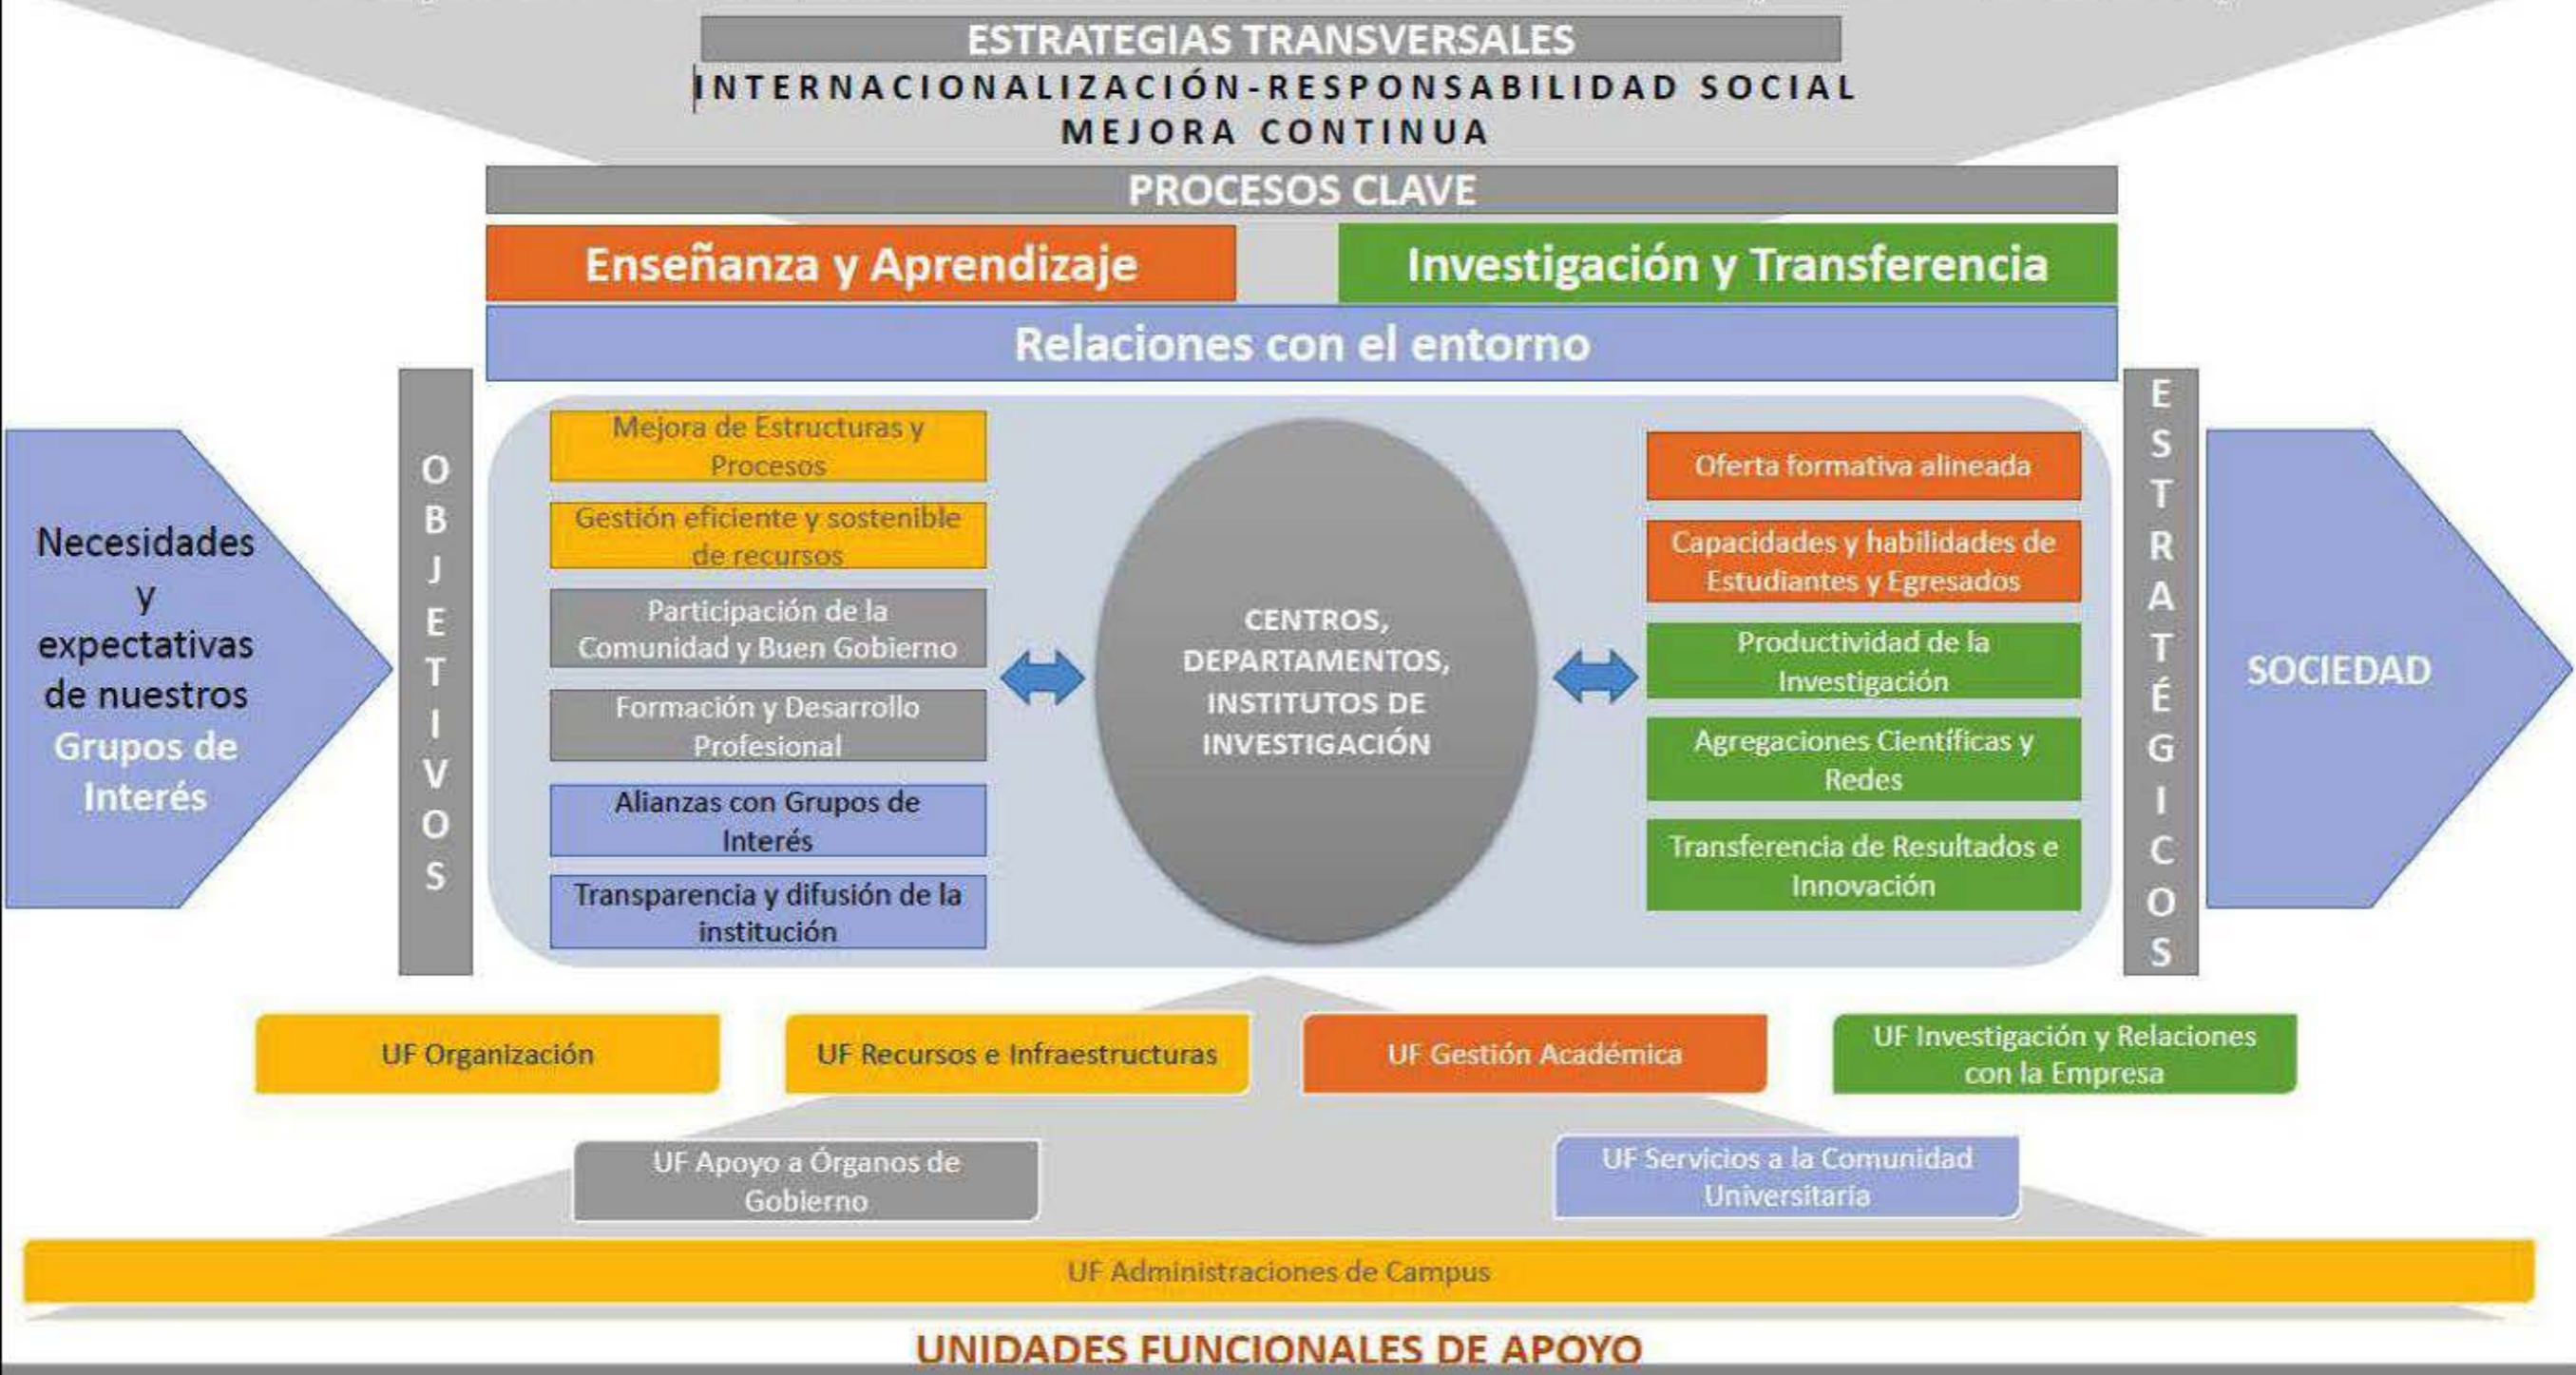 ESTRATEGIAS TRANSVERSALES
INTERNACIONALIZACIÓN-RESPONSABILIDAD SOCIAL
MEJORA CONTINUA
PROCESOS CLAVE
Enseñanza y Aprendizaje
Investigación y Transferencia
Relaciones con el entorno
Necesidades
y
expectativas
de nuestros
Grupos de
Interés
O
B
J
E
T
I
V
O
S
Mejora de Estructuras y
Procesos
Gestión eficiente y sostenible
de recursos
Participación de la
Comunidad y Buen Gobierno
Formación y Desarrollo
Profesional
Alianzas con Grupos de
Interés
Transparencia y difusión de la
institución
CENTROS,
DEPARTAMENTOS,
INSTITUTOS DE
INVESTIGACIÓN
Oferta formativa alineada
Capacidades y habilidades de
Estudiantes y Egresados
Productividad de la
Investigación
Agregaciones Científicas y
Redes
Transferencia de Resultados e
Innovación
E
S
T
R
A
T
É
G
I
C
O
S
SOCIEDAD
UF Organización
UF Recursos e Infraestructuras
UF Gestión Académica
UF Investigación y Relaciones
con la Empresa
UF Apoyo a Órganos de
Gobierno
UF Servicios a la Comunidad
Universitaria
UF Administraciones de Campus
UNIDADES FUNCIONALES DE APOYO